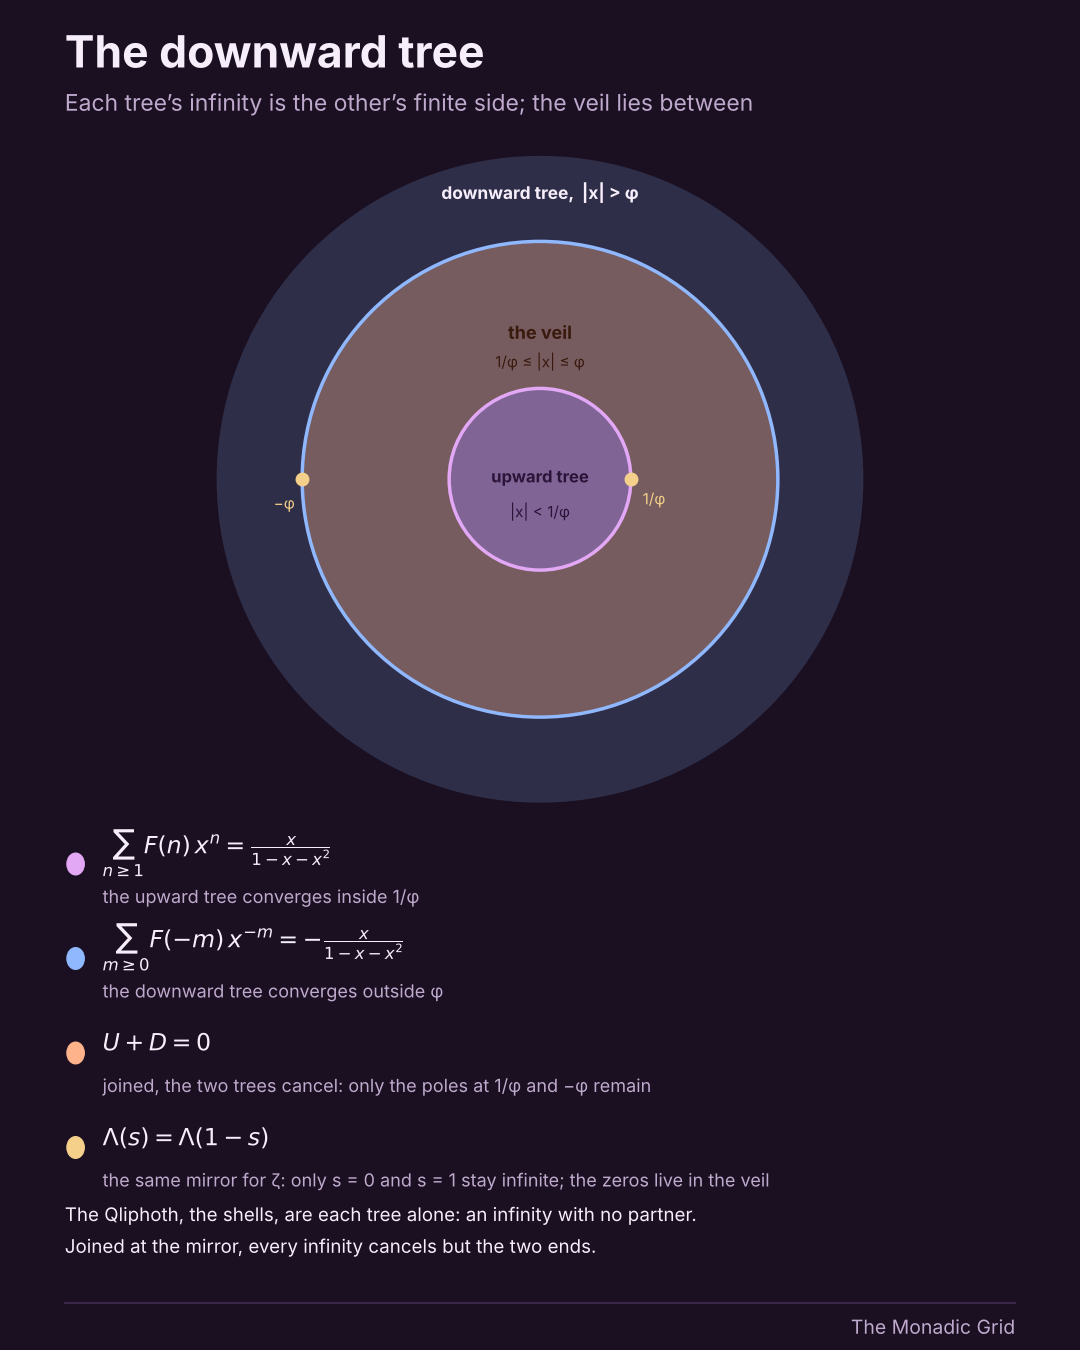 The downward tree
Each tree’s infinity is the other’s finite side; the veil lies between
downward tree, |x| > φ
the veil
1/φ ≤ |x| ≤ φ
upward tree
|x| < 1/φ
−φ
1/φ
∑_{n ≥ 1} F(n) xⁿ = x / (1 − x − x²)
the upward tree converges inside 1/φ
∑_{m ≥ 0} F(−m) x⁻ᵐ = − x / (1 − x − x²)
the downward tree converges outside φ
U + D = 0
joined, the two trees cancel: only the poles at 1/φ and −φ remain
Λ(s) = Λ(1 − s)
the same mirror for ζ: only s = 0 and s = 1 stay infinite; the zeros live in the veil
The Qliphoth, the shells, are each tree alone: an infinity with no partner.
Joined at the mirror, every infinity cancels but the two ends.
The Monadic Grid